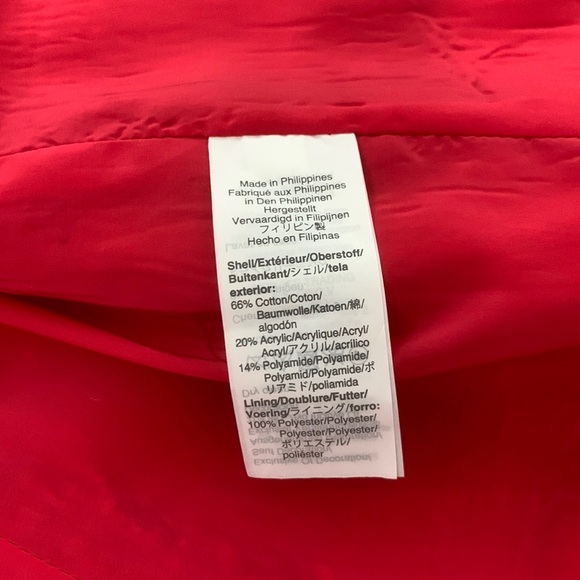 Made in Philippines
Fabriqué aux Philippines
in Den Philippinen
Hergestellt
Vervaardigd in Filipijnen
フィリピン製
Hecho en Filipinas
Shell/Extérieur/Oberstoff/
Buitenkant/シェル/tela
exterior:
66% Cotton/Coton/
Baumwolle/Katoen/綿/
algodón
20% Acrylic/Acrylique/Acryl/
Acryl/アクリル/acrílico
14% Polyamide/Polyamide/
Polyamid/Polyamide/ポ
リアミド/poliamida
Lining/Doublure/Futter/
Voering/ライニング/forro:
100% Polyester/Polyester/
Polyester/Polyester/
ポリエステル/
poliéster